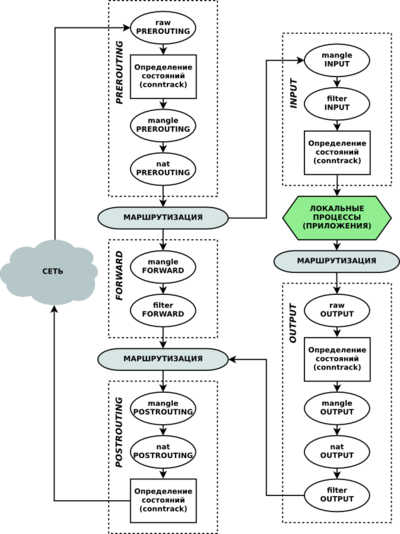 СЕТЬ
PREROUTING
raw
PREROUTING
Определение
состояний
(conntrack)
mangle
PREROUTING
nat
PREROUTING
МАРШРУТИЗАЦИЯ
FORWARD
mangle
FORWARD
filter
FORWARD
МАРШРУТИЗАЦИЯ
POSTROUTING
mangle
POSTROUTING
nat
POSTROUTING
Определение
состояний
(conntrack)
INPUT
mangle
INPUT
filter
INPUT
Определение
состояний
(conntrack)
ЛОКАЛЬНЫЕ
ПРОЦЕССЫ
(ПРИЛОЖЕНИЯ)
МАРШРУТИЗАЦИЯ
OUTPUT
raw
OUTPUT
Определение
состояний
(conntrack)
mangle
OUTPUT
nat
OUTPUT
filter
OUTPUT